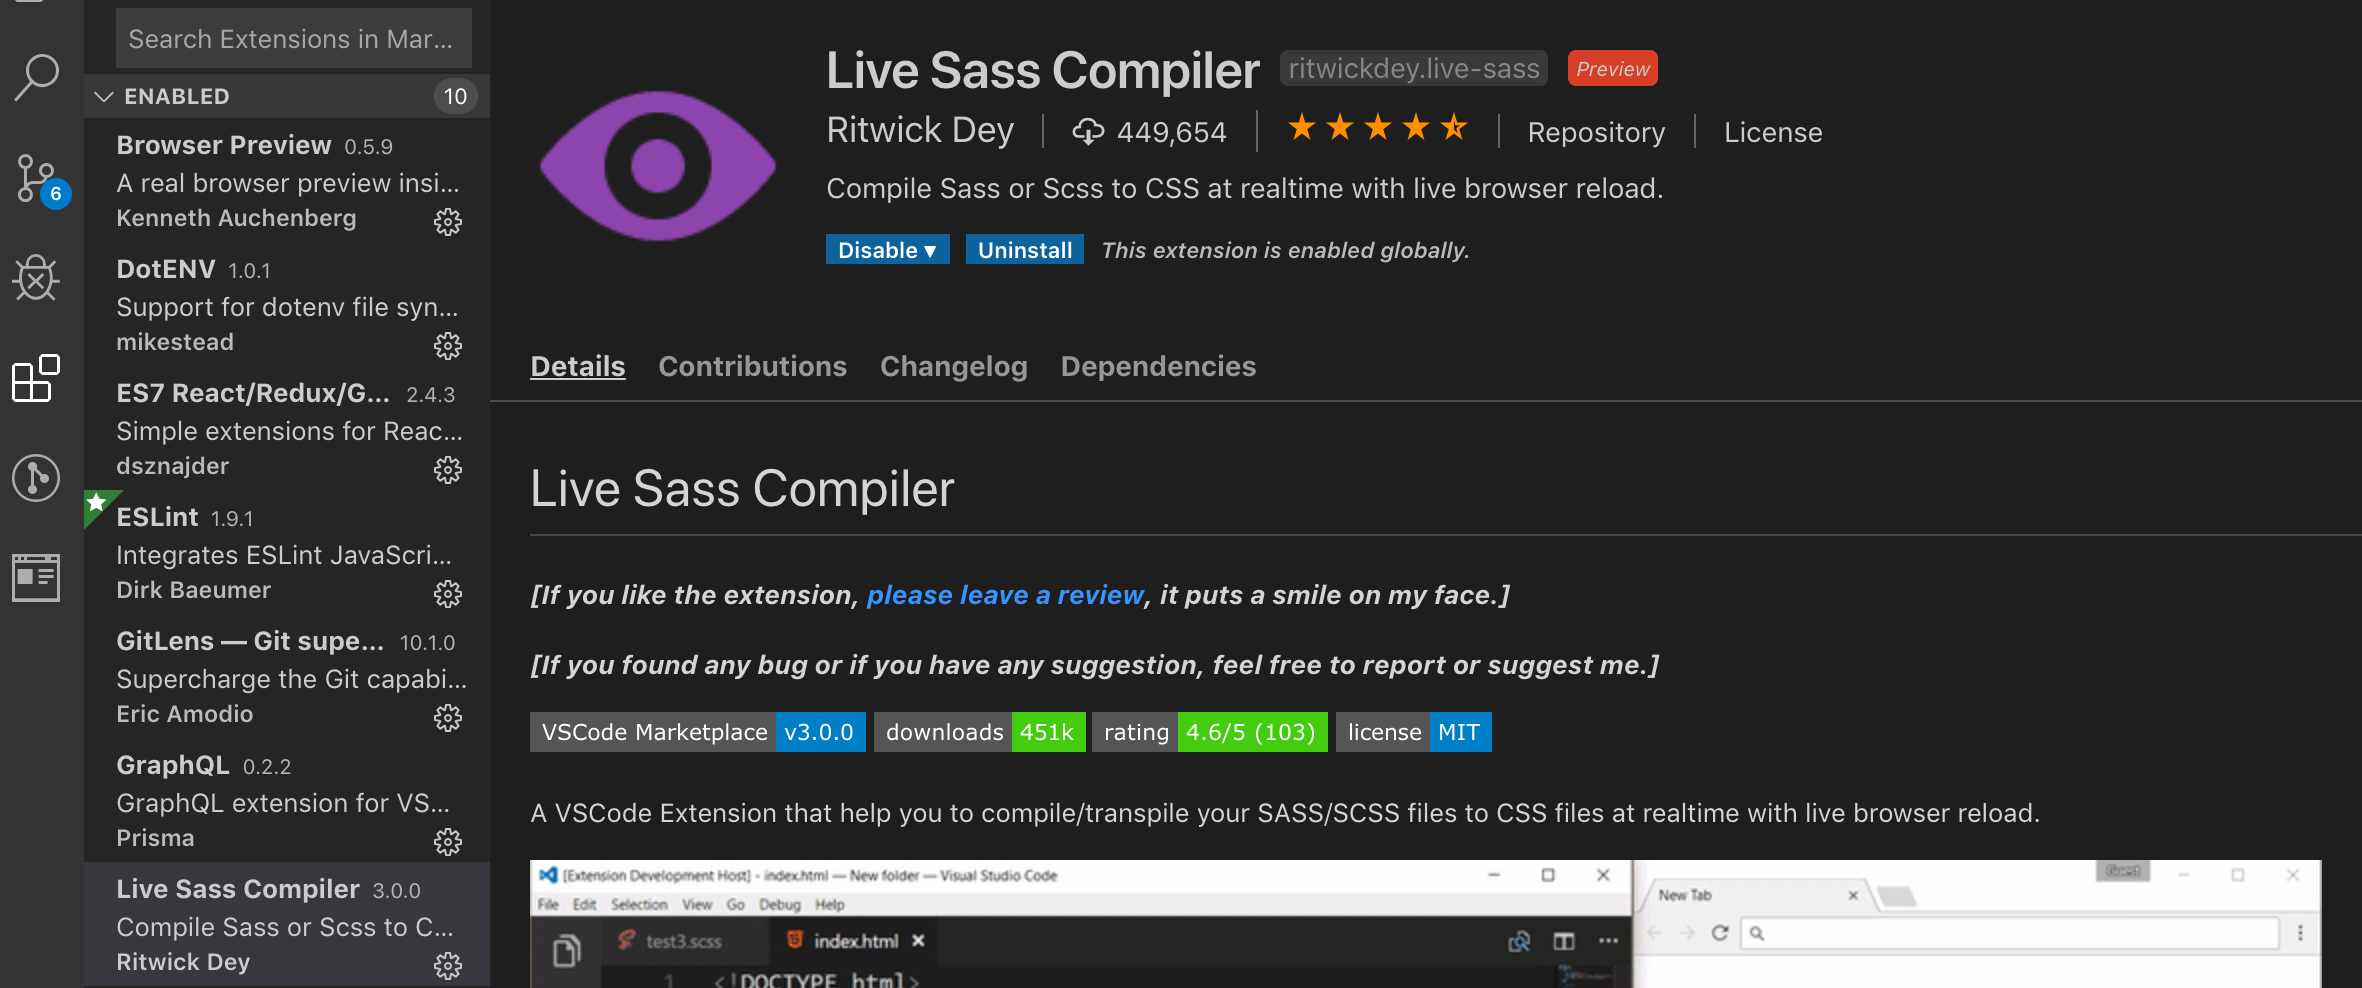 Search Extensions in Mar...
ENABLED 10
6
Browser Preview 0.5.9
A real browser preview insi...
Kenneth Auchenberg
DotENV 1.0.1
Support for dotenv file syn...
mikestead
ES7 React/Redux/G... 2.4.3
Simple extensions for Reac...
dsznajder
ESLint 1.9.1
Integrates ESLint JavaScri...
Dirk Baeumer
GitLens — Git supe... 10.1.0
Supercharge the Git capabi...
Eric Amodio
GraphQL 0.2.2
GraphQL extension for VS...
Prisma
Live Sass Compiler 3.0.0
Compile Sass or Scss to C...
Ritwick Dey
Live Sass Compiler ritwickdey.live-sass Preview
Ritwick Dey 449,654 Repository License
Compile Sass or Scss to CSS at realtime with live browser reload.
Disable ▾ Uninstall This extension is enabled globally.
Details Contributions Changelog Dependencies
Live Sass Compiler
[If you like the extension, please leave a review, it puts a smile on my face.]
[If you found any bug or if you have any suggestion, feel free to report or suggest me.]
VSCode Marketplace v3.0.0 downloads 451k rating 4.6/5 (103) license MIT
A VSCode Extension that help you to compile/transpile your SASS/SCSS files to CSS files at realtime with live browser reload.
[Extension Development Host] - index.html — New folder — Visual Studio Code
Guest
File Edit Selection View Go Debug Help
New Tab
test3.scss index.html
1 <!DOCTYPE html>